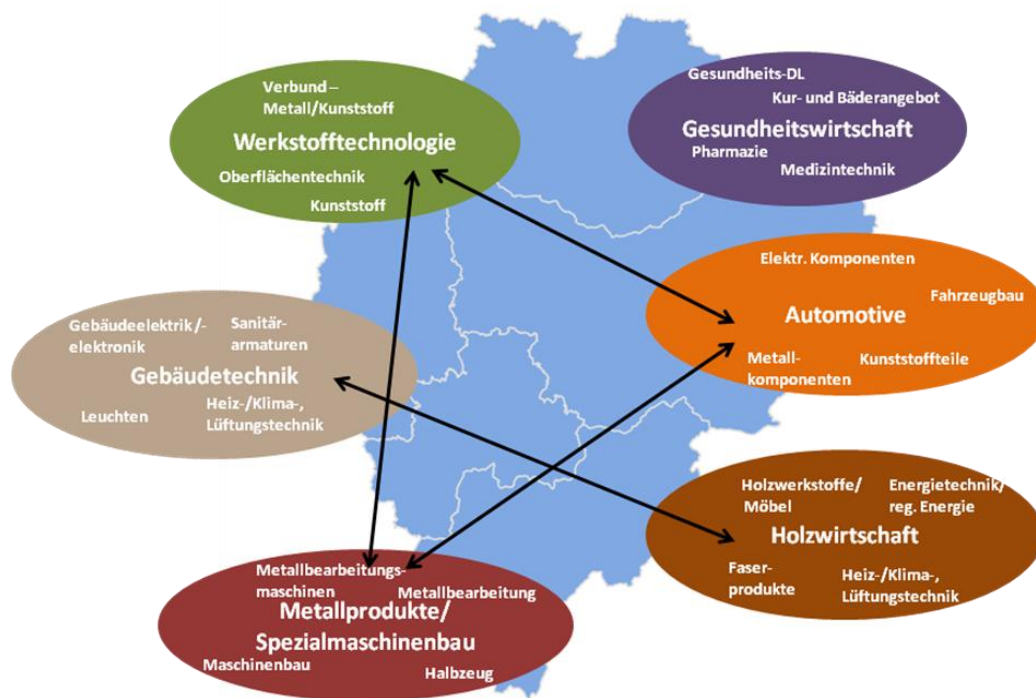 Verbund –
Metall/Kunststoff
Werkstofftechnologie
Oberflächentechnik
Kunststoff
Gesundheits-DL
Kur- und Bäderangebot
Gesundheitswirtschaft
Pharmazie
Medizintechnik
Elektr. Komponenten
Fahrzeugbau
Automotive
Metall-
komponenten
Kunststoffteile
Gebäudeelektrik/-
elektronik
Sanitär-
armaturen
Gebäudetechnik
Leuchten
Heiz-/Klima-,
Lüftungstechnik
Holzwerkstoffe/
Möbel
Energietechnik/
reg. Energie
Holzwirtschaft
Faser-
produkte
Heiz-/Klima-,
Lüftungstechnik
Metallbearbeitungs-
maschinen
Metallbearbeitung
Metallprodukte/
Spezialmaschinenbau
Maschinenbau
Halbzeug